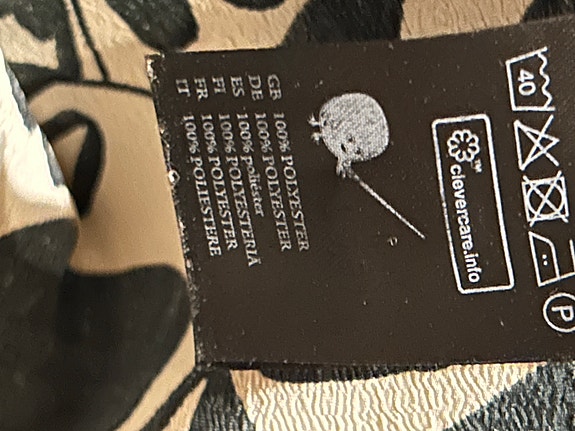 GB 100% POLYESTER
DE 100% POLYESTER
ES 100% poliéster
FI 100% POLYESTERIÄ
FR 100% POLYESTER
IT 100% POLIESTERE
™
clevercare.info
40
P